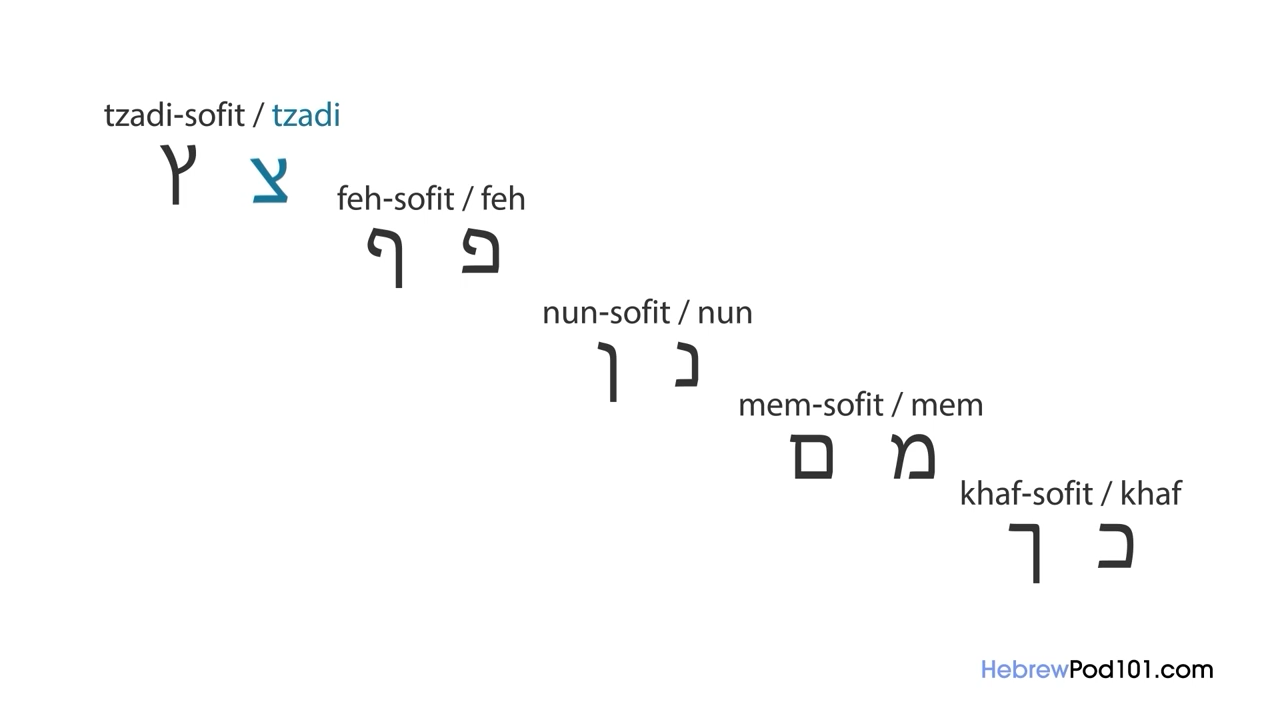 tzadi-sofit / tzadi
ץ צ
feh-sofit / feh
ף פ
nun-sofit / nun
ן נ
mem-sofit / mem
ם מ
khaf-sofit / khaf
ך כ
HebrewPod101.com